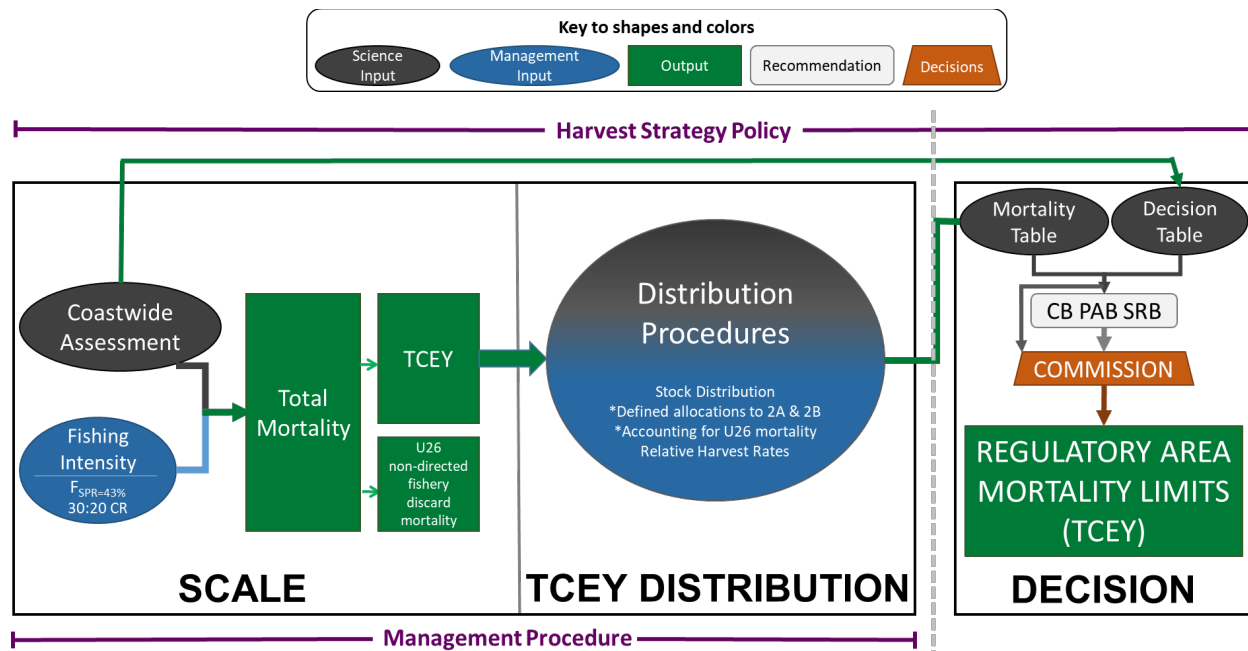 Key to shapes and colors
Science
Input
Management
Input
Output
Recommendation
Decisions
Harvest Strategy Policy
Coastwide
Assessment
Fishing
Intensity
F_SPR=43%
30:20 CR
Total
Mortality
TCEY
U26
non-directed
fishery
discard
mortality
SCALE
Distribution
Procedures
Stock Distribution
*Defined allocations to 2A & 2B
*Accounting for U26 mortality
Relative Harvest Rates
TCEY DISTRIBUTION
Mortality
Table
Decision
Table
CB PAB SRB
COMMISSION
REGULATORY AREA
MORTALITY LIMITS
(TCEY)
DECISION
Management Procedure